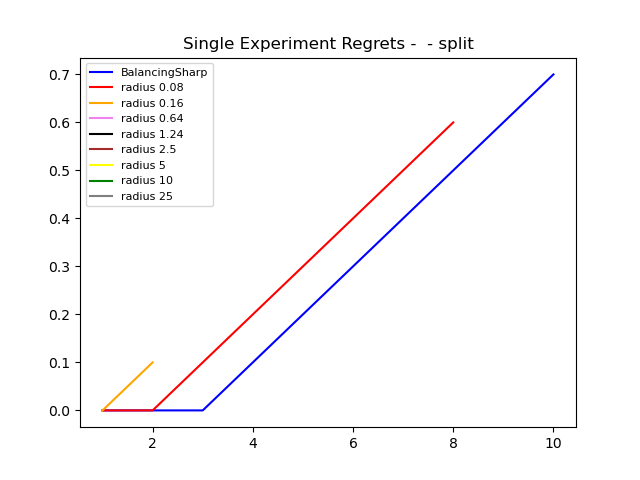 Single Experiment Regrets -  - split
BalancingSharp
radius 0.08
radius 0.16
radius 0.64
radius 1.24
radius 2.5
radius 5
radius 10
radius 25
0.7
0.6
0.5
0.4
0.3
0.2
0.1
0.0
2 4 6 8 10